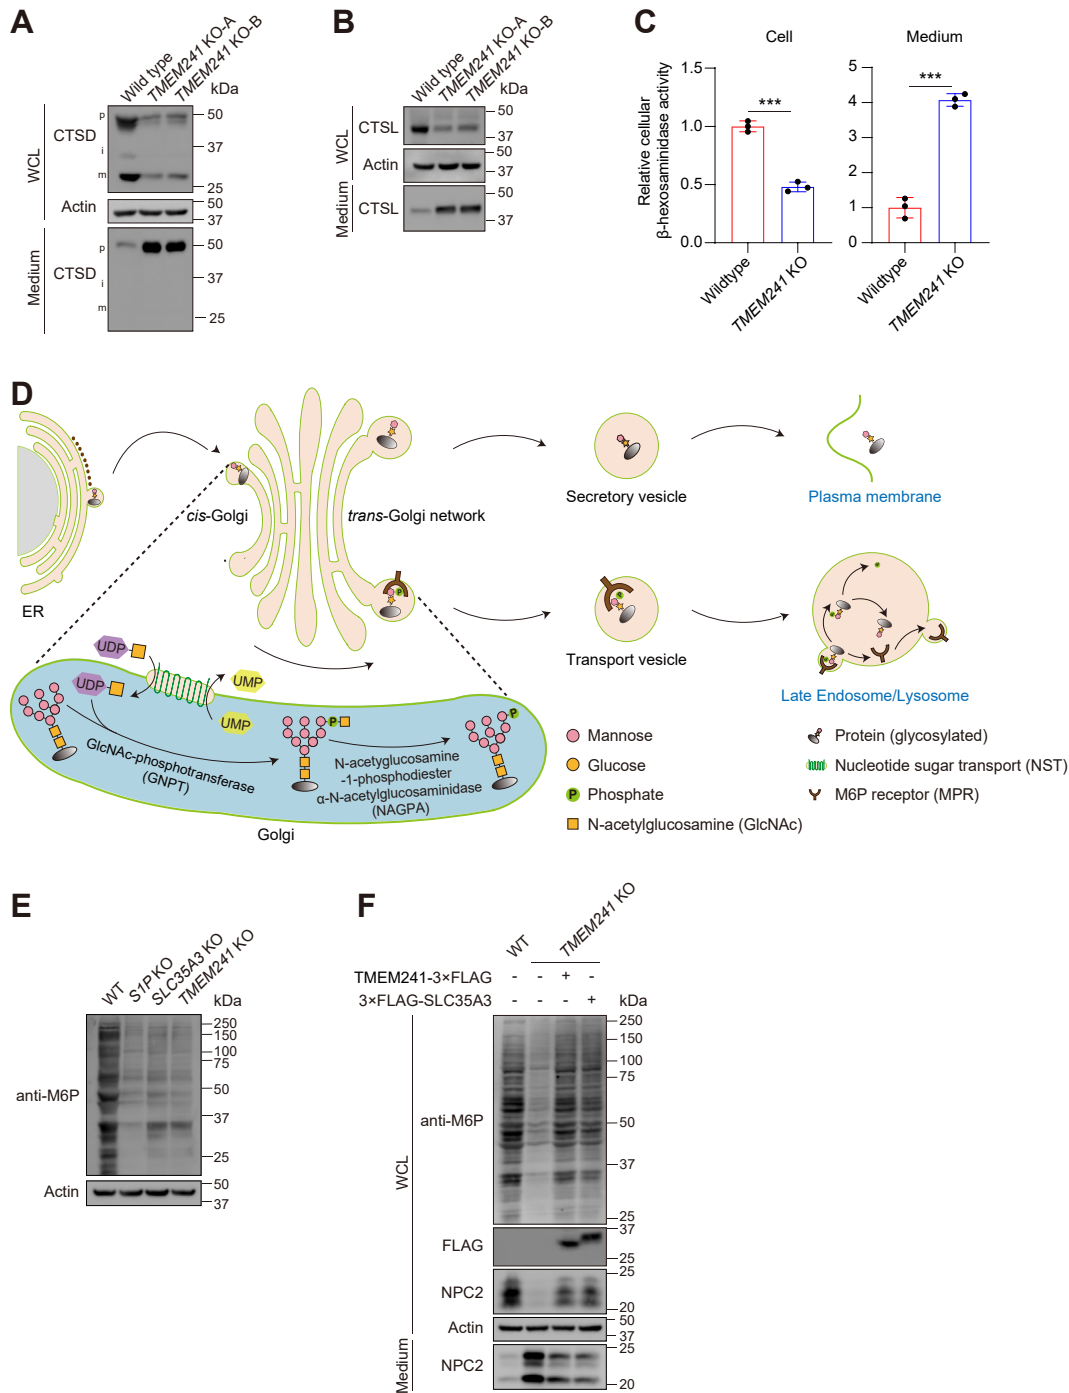 A
Wild type
TMEM241 KO-A
TMEM241 KO-B
kDa
WCL
CTSD
p
i
m
50
37
25
Actin
50
37
Medium
CTSD
p
i
m
50
37
25
B
Wild type
TMEM241 KO-A
TMEM241 KO-B
kDa
WCL
CTSL
50
37
Actin
50
37
Medium
CTSL
50
37
C
Cell
Medium
Relative cellular
β-hexosaminidase activity
1.5
1.0
0.5
0.0
***
Wildtype
TMEM241 KO
5
4
3
2
1
0
***
Wildtype
TMEM241 KO
D
ER
cis-Golgi
trans-Golgi network
Secretory vesicle
Plasma membrane
P
Transport vesicle
P
Late Endosome/Lysosome
P
P
P
UDP
UDP
UMP
UMP
GlcNAc-phosphotransferase
(GNPT)
P
N-acetyglucosamine
-1-phosphodiester
α-N-acetylglucosaminidase
(NAGPA)
P
Golgi
Mannose
Glucose
P Phosphate
N-acetylglucosamine (GlcNAc)
Protein (glycosylated)
Nucleotide sugar transport (NST)
M6P receptor (MPR)
E
WT
S1P KO
SLC35A3 KO
TMEM241 KO
kDa
anti-M6P
250
150
100
75
50
37
25
Actin
50
37
F
WT
TMEM241 KO
TMEM241-3×FLAG - - + -
3×FLAG-SLC35A3 - - - + kDa
WCL
anti-M6P
250
150
100
75
50
37
25
FLAG
37
25
NPC2
25
20
Actin
50
37
Medium
NPC2
25
20